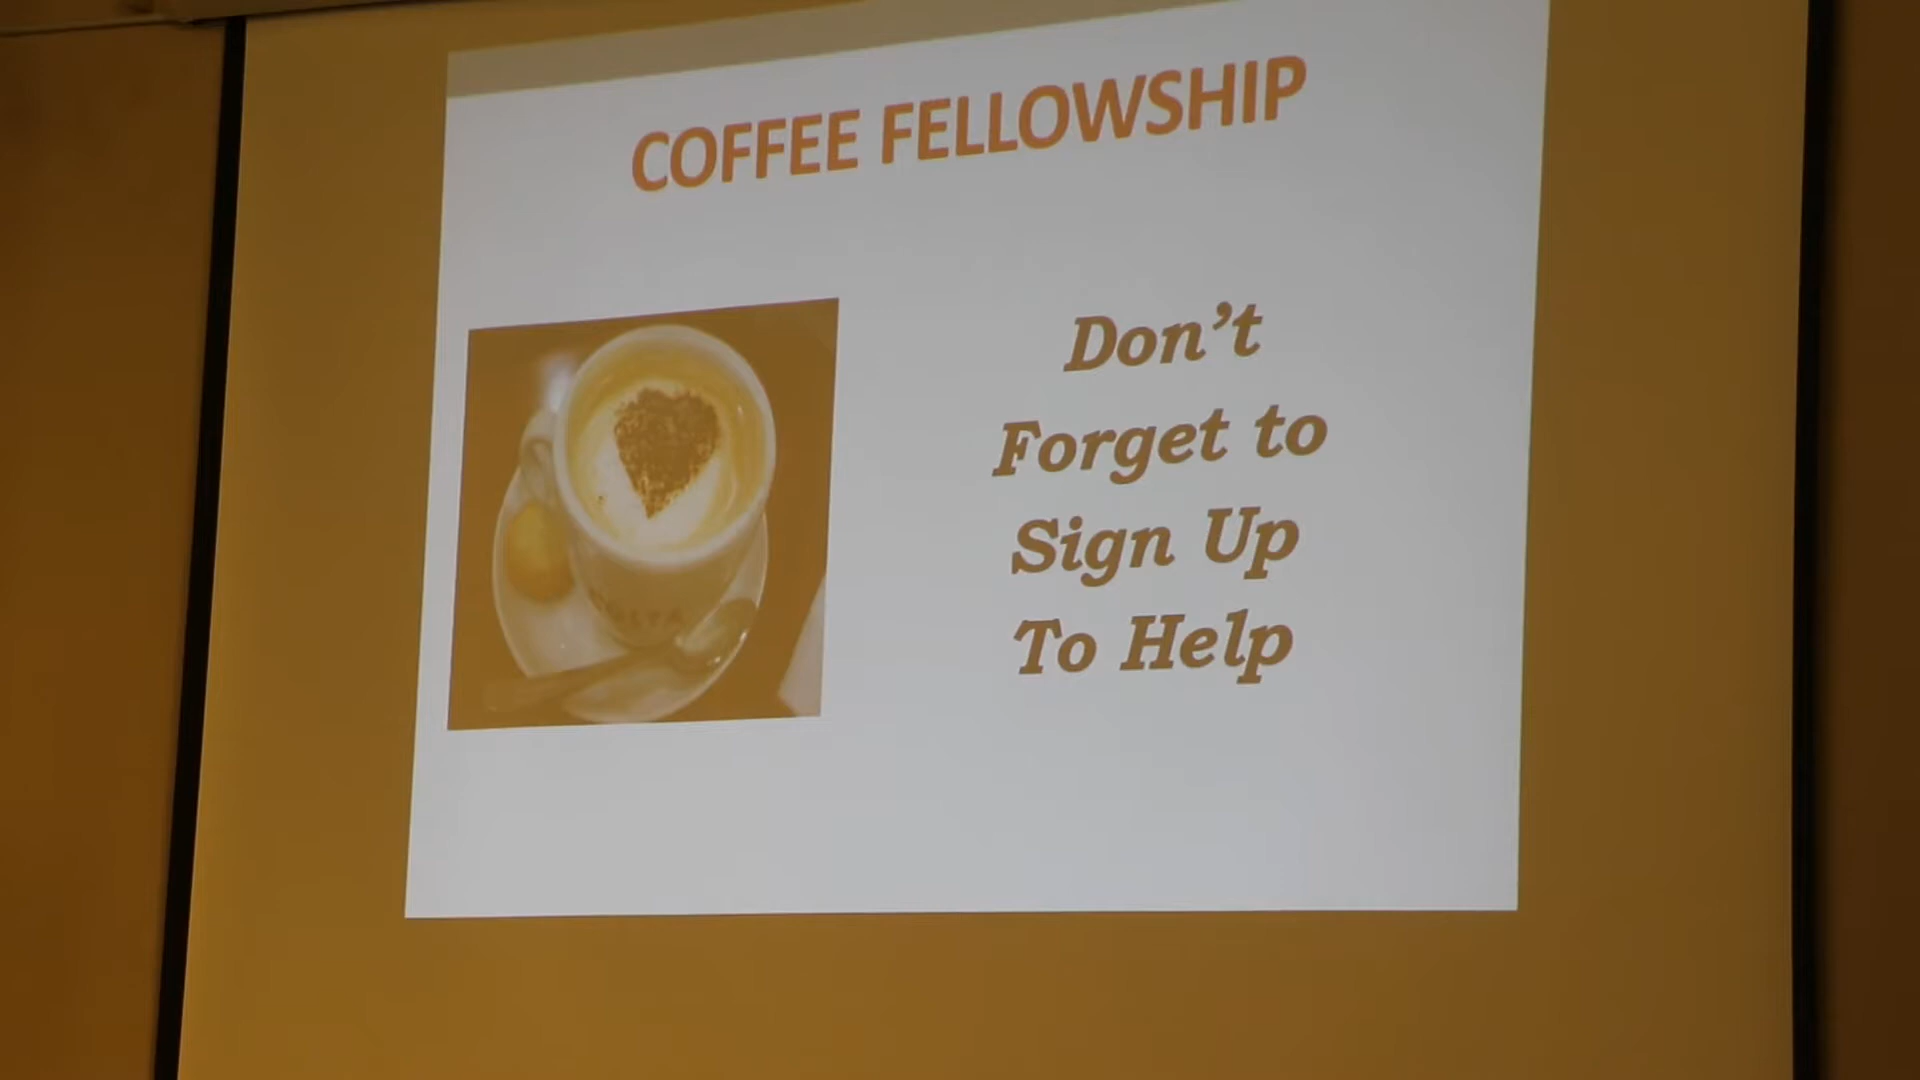 COFFEE FELLOWSHIP
Don't
Forget to
Sign Up
To Help